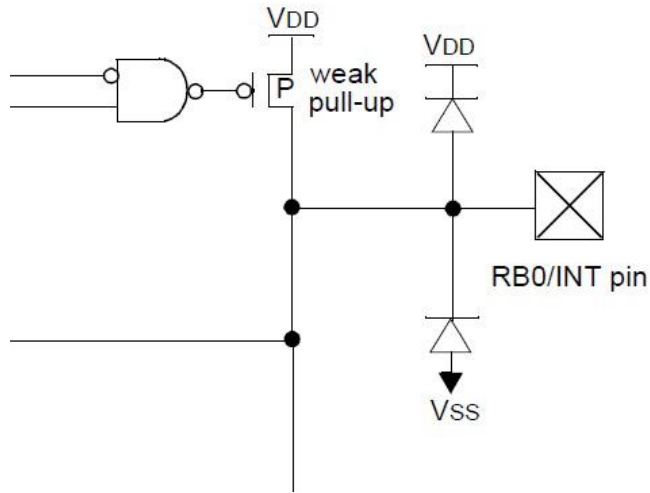 VDD
P
weak
pull-up
VDD
RB0/INT pin
VSS